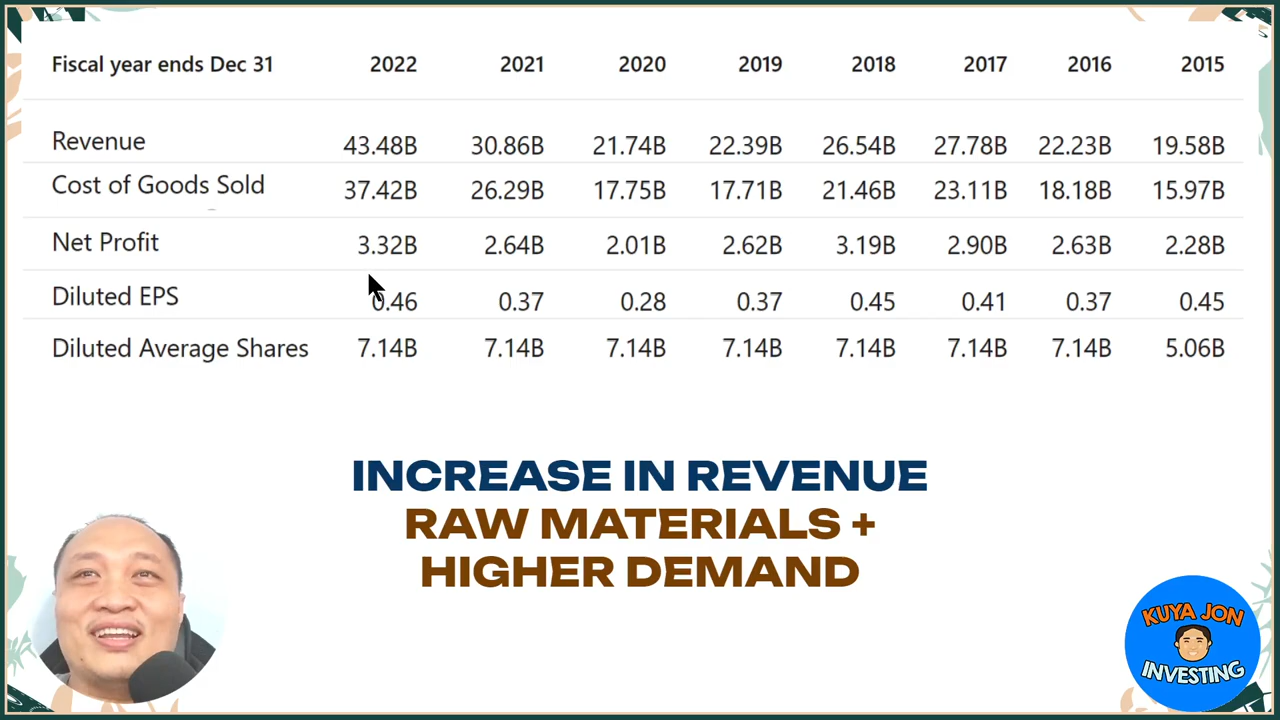 Fiscal year ends Dec 31 2022 2021 2020 2019 2018 2017 2016 2015
Revenue 43.48B 30.86B 21.74B 22.39B 26.54B 27.78B 22.23B 19.58B
Cost of Goods Sold 37.42B 26.29B 17.75B 17.71B 21.46B 23.11B 18.18B 15.97B
Net Profit 3.32B 2.64B 2.01B 2.62B 3.19B 2.90B 2.63B 2.28B
Diluted EPS 0.46 0.37 0.28 0.37 0.45 0.41 0.37 0.45
Diluted Average Shares 7.14B 7.14B 7.14B 7.14B 7.14B 7.14B 7.14B 5.06B
INCREASE IN REVENUE
RAW MATERIALS +
HIGHER DEMAND
KUYA JON
INVESTING